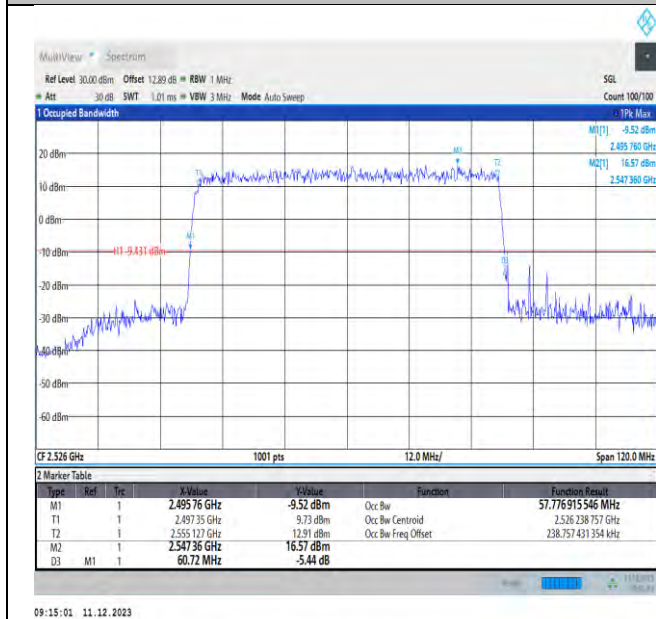 MultiView Spectrum
Ref Level 30.00 dBm Offset 12.89 dB RBW 1 MHz SGL
Att 30 dB SWT 1.01 ms VBW 3 MHz Mode Auto Sweep Count 100/100
1 Occupied Bandwidth 1Pk Max
M1[1] -9.52 dBm
2.495 760 GHz
M2[1] 16.57 dBm
2.547 360 GHz
20 dBm
M2
T1 T2
10 dBm
0 dBm
M1
-10 dBm H1 -9.431 dBm
D3
-20 dBm
-30 dBm
-40 dBm
-50 dBm
-60 dBm
CF 2.526 GHz 1001 pts 12.0 MHz/ Span 120.0 MHz
2 Marker Table
Type Ref Trc X-Value Y-Value Function Function Result
M1 1 2.495 76 GHz -9.52 dBm Occ Bw 57.776 915 546 MHz
T1 1 2.497 35 GHz 9.73 dBm Occ Bw Centroid 2.526 238 757 GHz
T2 1 2.555 127 GHz 12.91 dBm Occ Bw Freq Offset 238.757 431 354 kHz
M2 1 2.547 36 GHz 16.57 dBm
D3 M1 1 60.72 MHz -5.44 dB
09:15:01 11.12.2023